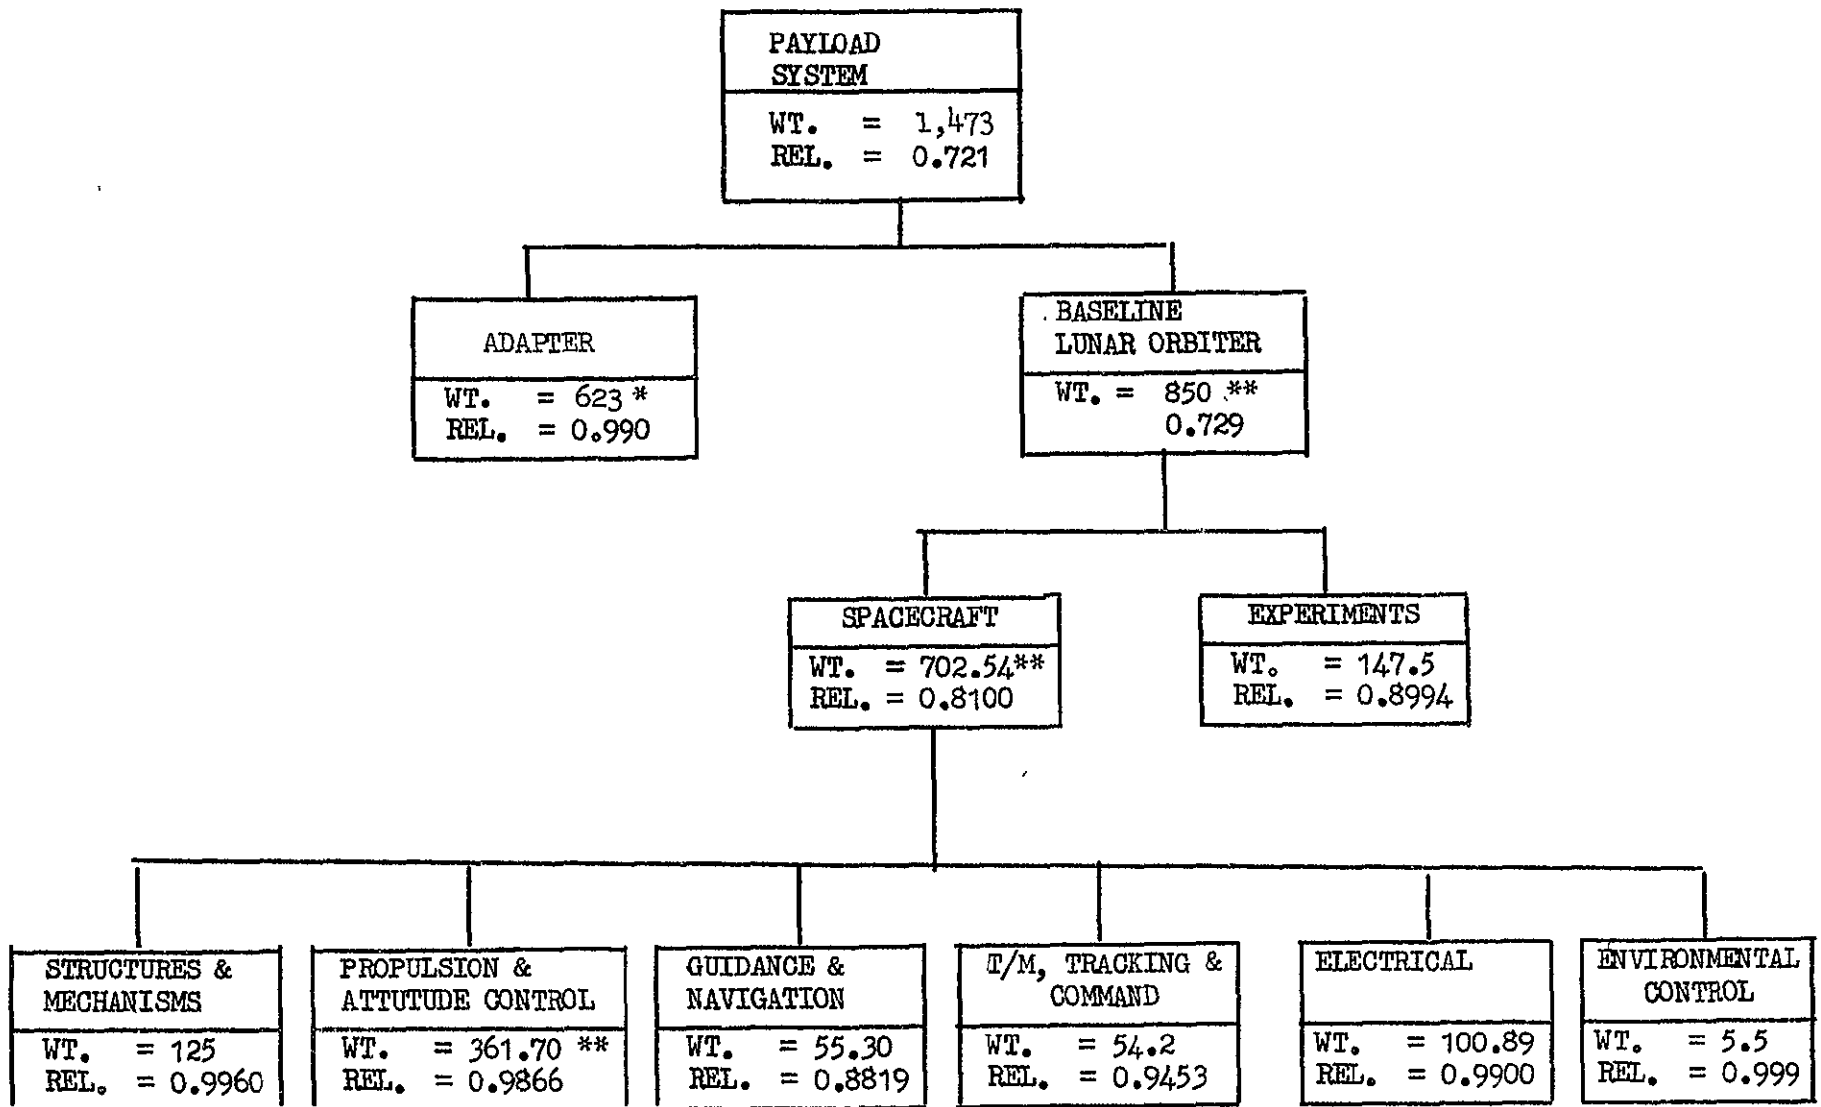 PAYLOAD
SYSTEM
WT. = 1,473
REL. = 0.721
ADAPTER
WT. = 623 *
REL. = 0.990
BASELINE
LUNAR ORBITER
WT. = 850 **
0.729
SPACECRAFT
WT. = 702.54**
REL. = 0.8100
EXPERIMENTS
WT. = 147.5
REL. = 0.8994
STRUCTURES &
MECHANISMS
WT. = 125
REL. = 0.9960
PROPULSION &
ATTUTUDE CONTROL
WT. = 361.70 **
REL. = 0.9866
GUIDANCE &
NAVIGATION
WT. = 55.30
REL. = 0.8819
T/M, TRACKING &
COMMAND
WT. = 54.2
REL. = 0.9453
ELECTRICAL
WT. = 100.89
REL. = 0.9900
ENVIRONMENTAL
CONTROL
WT. = 5.5
REL. = 0.999